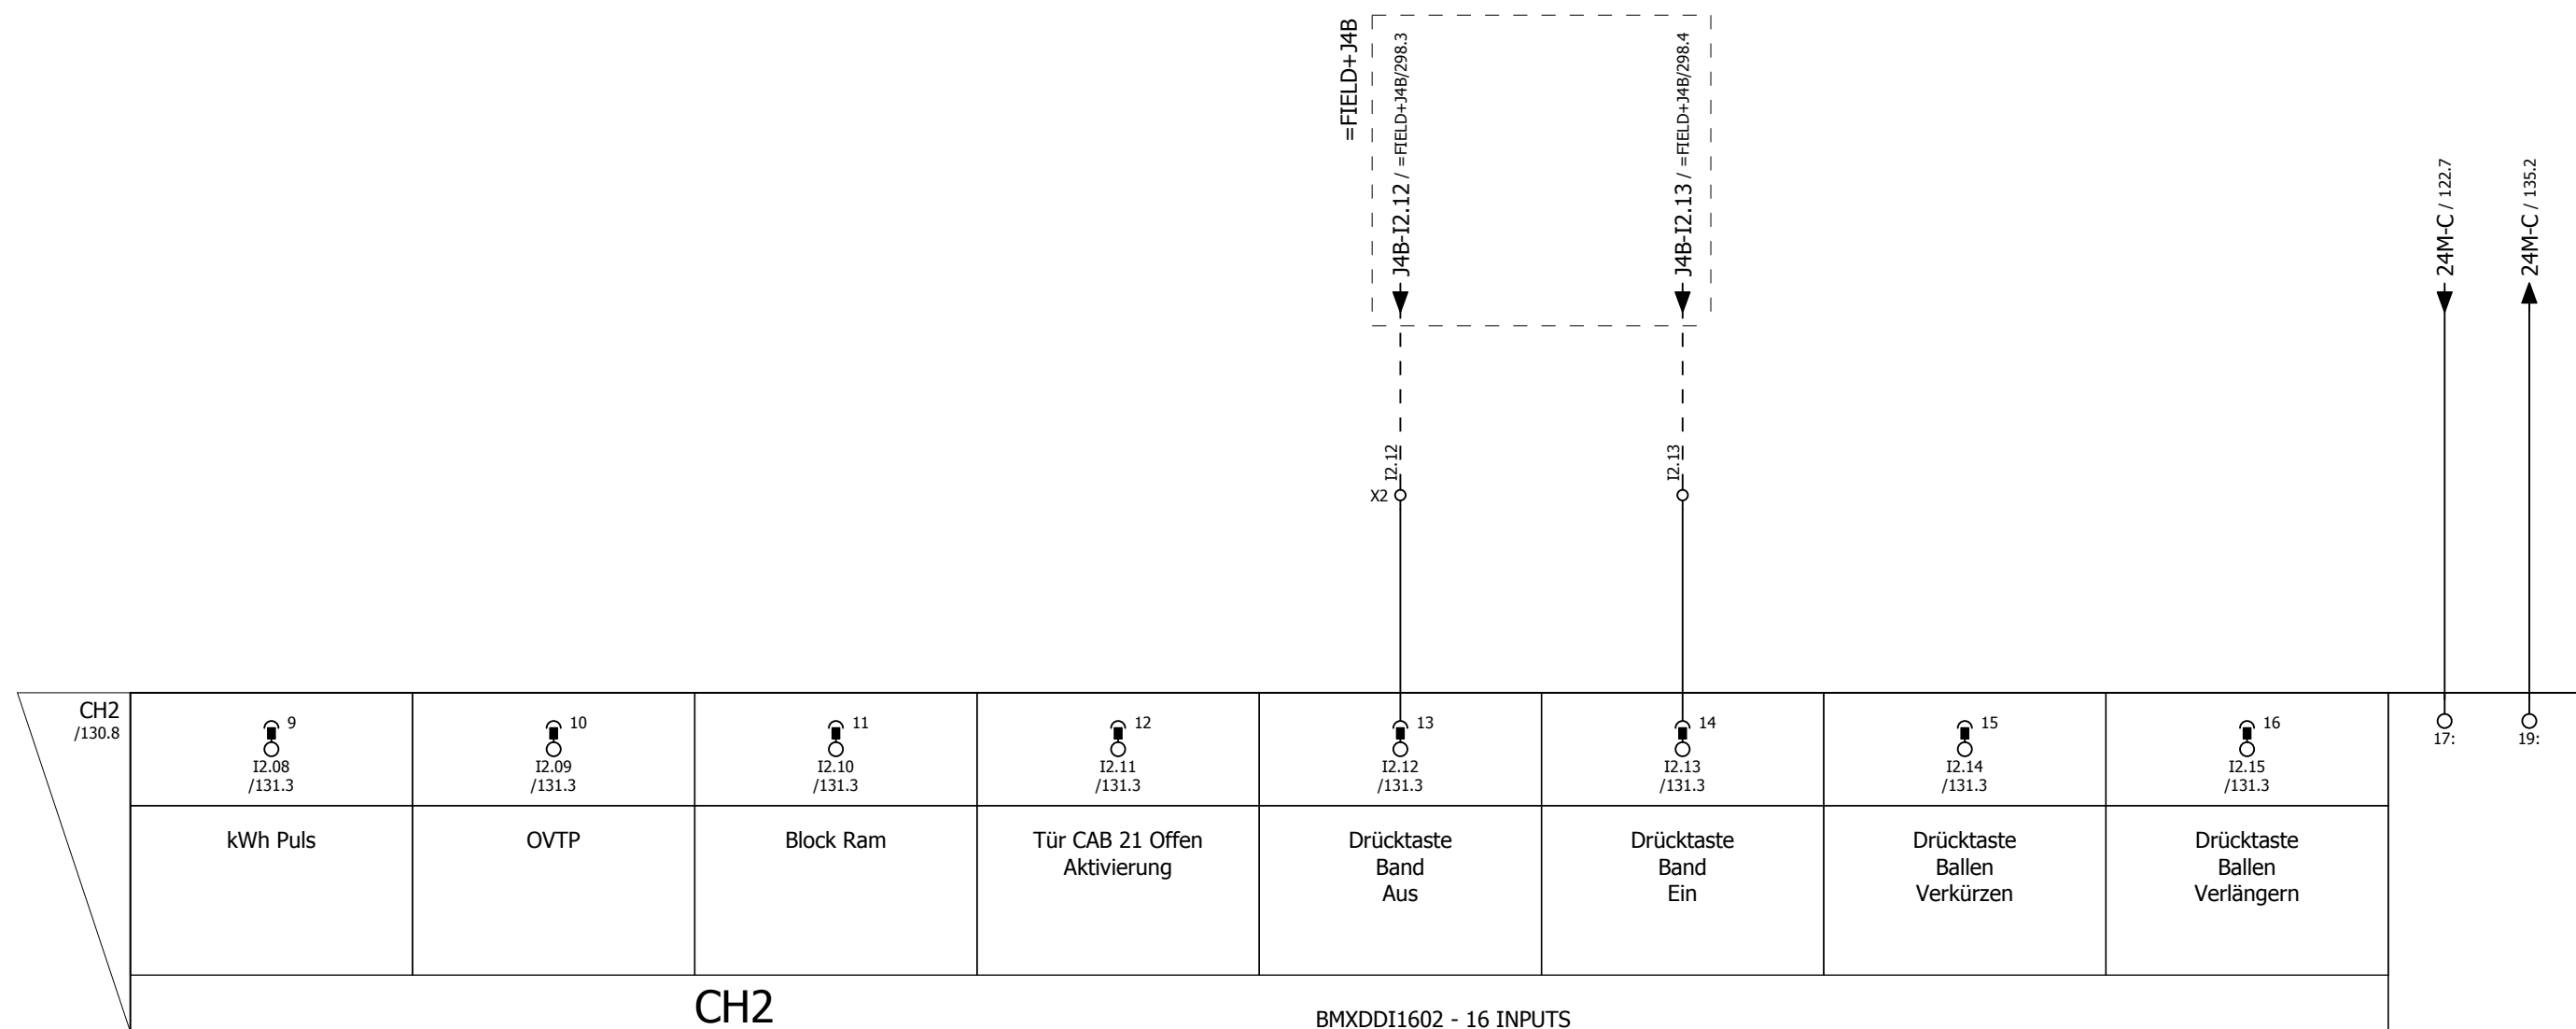 =FIELD+J4B
J4B-I2.12 / =FIELD+J4B/298.3
J4B-I2.13 / =FIELD+J4B/298.4
24M-C / 122.7
24M-C / 135.2
I2.12
I2.13
X2
CH2
/130.8
9
I2.08
/131.3
10
I2.09
/131.3
11
I2.10
/131.3
12
I2.11
/131.3
13
I2.12
/131.3
14
I2.13
/131.3
15
I2.14
/131.3
16
I2.15
/131.3
17:
19:
kWh Puls
OVTP
Block Ram
Tür CAB 21 Offen
Aktivierung
Drücktaste
Band
Aus
Drücktaste
Band
Ein
Drücktaste
Ballen
Verkürzen
Drücktaste
Ballen
Verlängern
CH2
BMXDDI1602 - 16 INPUTS